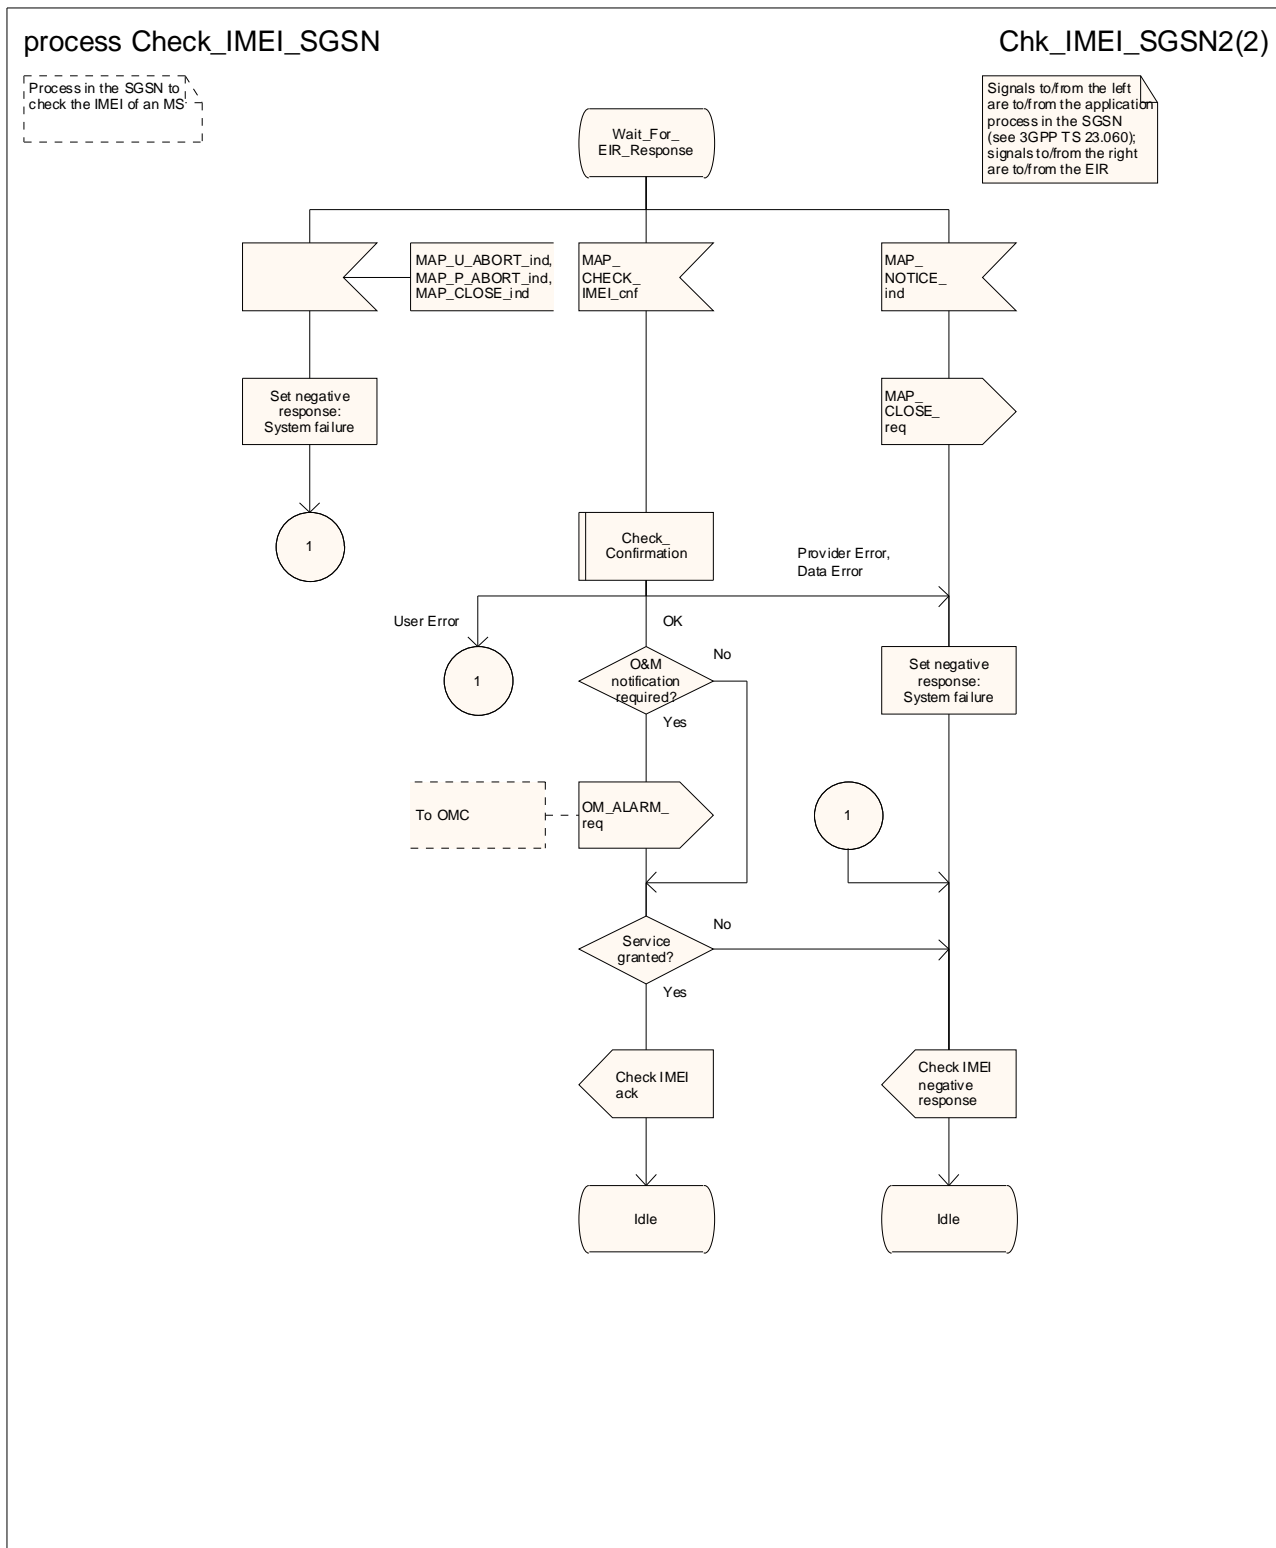 process Check_IMEI_SGSN
Chk_IMEI_SGSN2(2)
Process in the SGSN to
check the IMEI of an MS
Signals to/from the left
are to/from the application
process in the SGSN
(see 3GPP TS 23.060);
signals to/from the right
are to/from the EIR
Wait_For_
EIR_Response
MAP_U_ABORT_ind,
MAP_P_ABORT_ind,
MAP_CLOSE_ind
MAP_
CHECK_
IMEI_cnf
MAP_
NOTICE_
ind
Set negative
response:
System failure
MAP_
CLOSE_
req
1
Check_
Confirmation
Provider Error,
Data Error
User Error
OK
1
O&M
notification
required?
No
Yes
Set negative
response:
System failure
To OMC
OM_ALARM_
req
1
Service
granted?
No
Yes
Check IMEI
ack
Check IMEI
negative
response
Idle
Idle